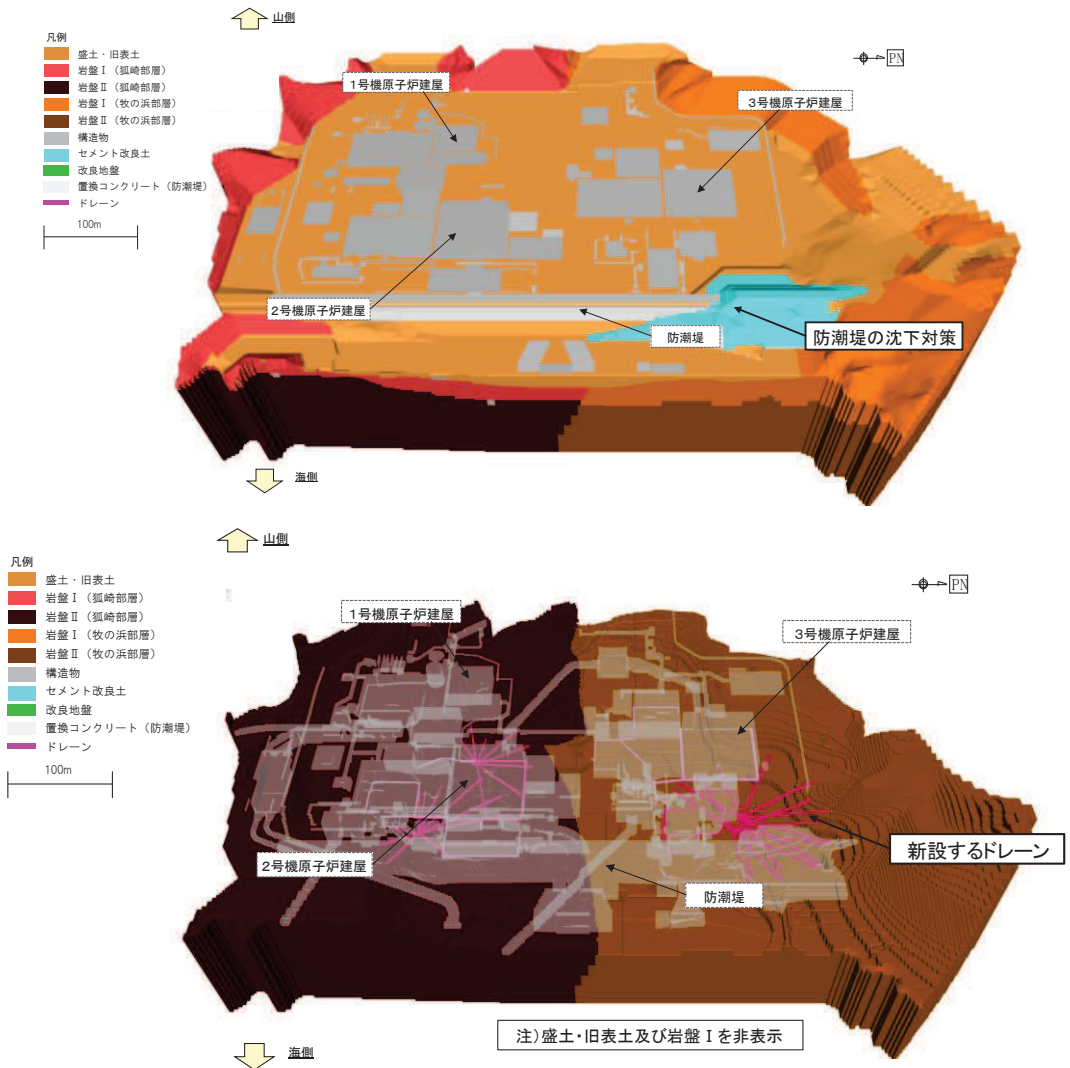 山側
凡例
盛土・旧表土
岩盤Ⅰ（狐崎部層）
岩盤Ⅱ（狐崎部層）
岩盤Ⅰ（牧の浜部層）
岩盤Ⅱ（牧の浜部層）
構造物
セメント改良土
改良地盤
置換コンクリート（防潮堤）
ドレーン
100m
PN
1号機原子炉建屋
3号機原子炉建屋
2号機原子炉建屋
防潮堤
防潮堤の沈下対策
海側
山側
凡例
盛土・旧表土
岩盤Ⅰ（狐崎部層）
岩盤Ⅱ（狐崎部層）
岩盤Ⅰ（牧の浜部層）
岩盤Ⅱ（牧の浜部層）
構造物
セメント改良土
改良地盤
置換コンクリート（防潮堤）
ドレーン
100m
PN
1号機原子炉建屋
3号機原子炉建屋
新設するドレーン
2号機原子炉建屋
防潮堤
注）盛土・旧表土及び岩盤Ⅰを非表示
海側